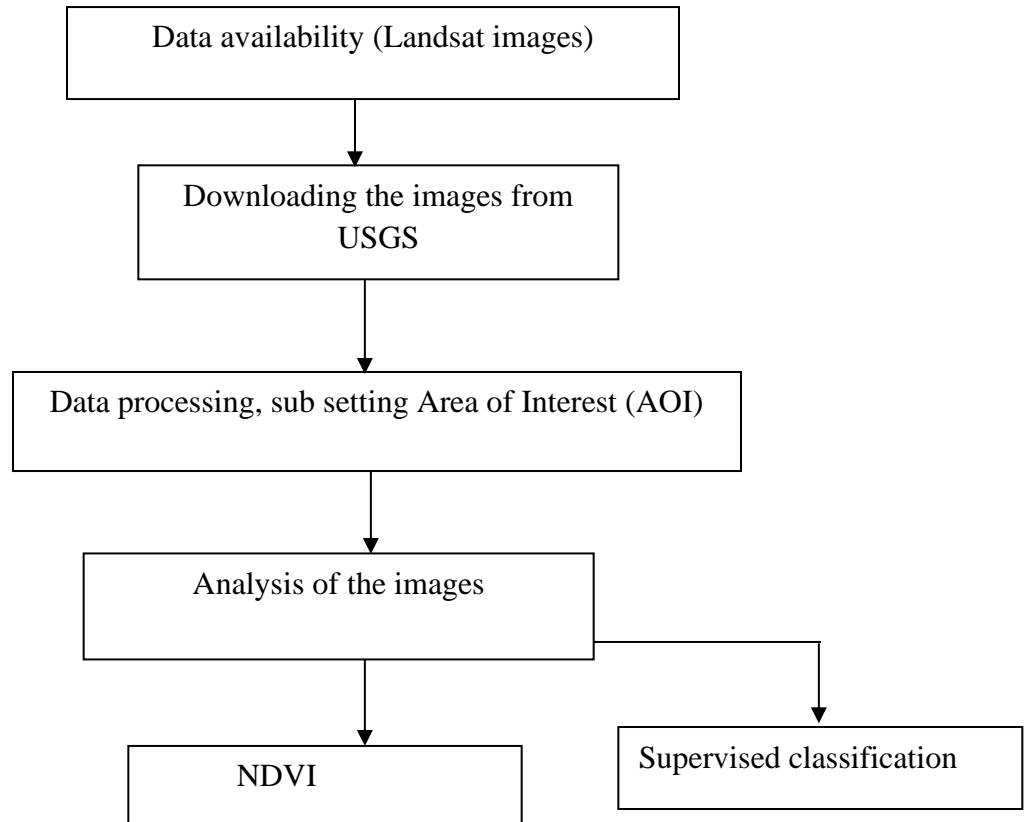 Data availability (Landsat images)
Downloading the images from
USGS
Data processing, sub setting Area of Interest (AOI)
Analysis of the images
NDVI
Supervised classification